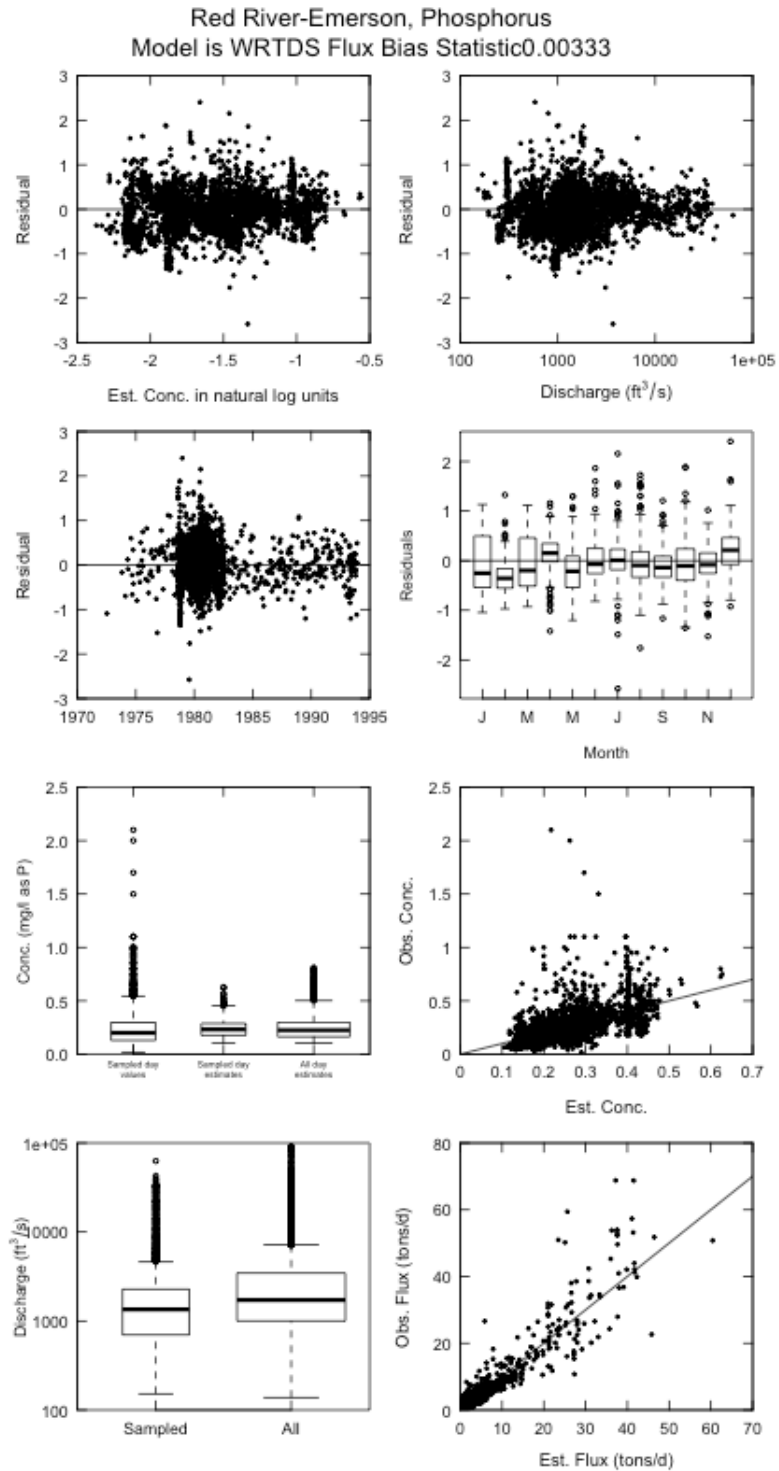 Red River-Emerson, Phosphorus
Model is WRTDS Flux Bias Statistic0.00333
3
2
1
0
-1
-2
-3
Residual
-2.5 -2 -1.5 -1 -0.5
Est. Conc. in natural log units
3
2
1
0
-1
-2
-3
Residual
100 1000 10000 1e+05
Discharge (ft³/s)
3
2
1
0
-1
-2
-3
Residual
1970 1975 1980 1985 1990 1995
2
1
0
-1
-2
Residuals
J M M J S N
Month
2.5
2.0
1.5
1.0
0.5
0.0
Conc. (mg/l as P)
Sampled day values
Sampled day estimates
All day estimates
2.5
2
1.5
1
0.5
0
Obs. Conc.
0 0.1 0.2 0.3 0.4 0.5 0.6 0.7
Est. Conc.
1e+05
10000
1000
100
Discharge (ft³/s)
Sampled All
80
60
40
20
0
Obs. Flux (tons/d)
0 10 20 30 40 50 60 70
Est. Flux (tons/d)